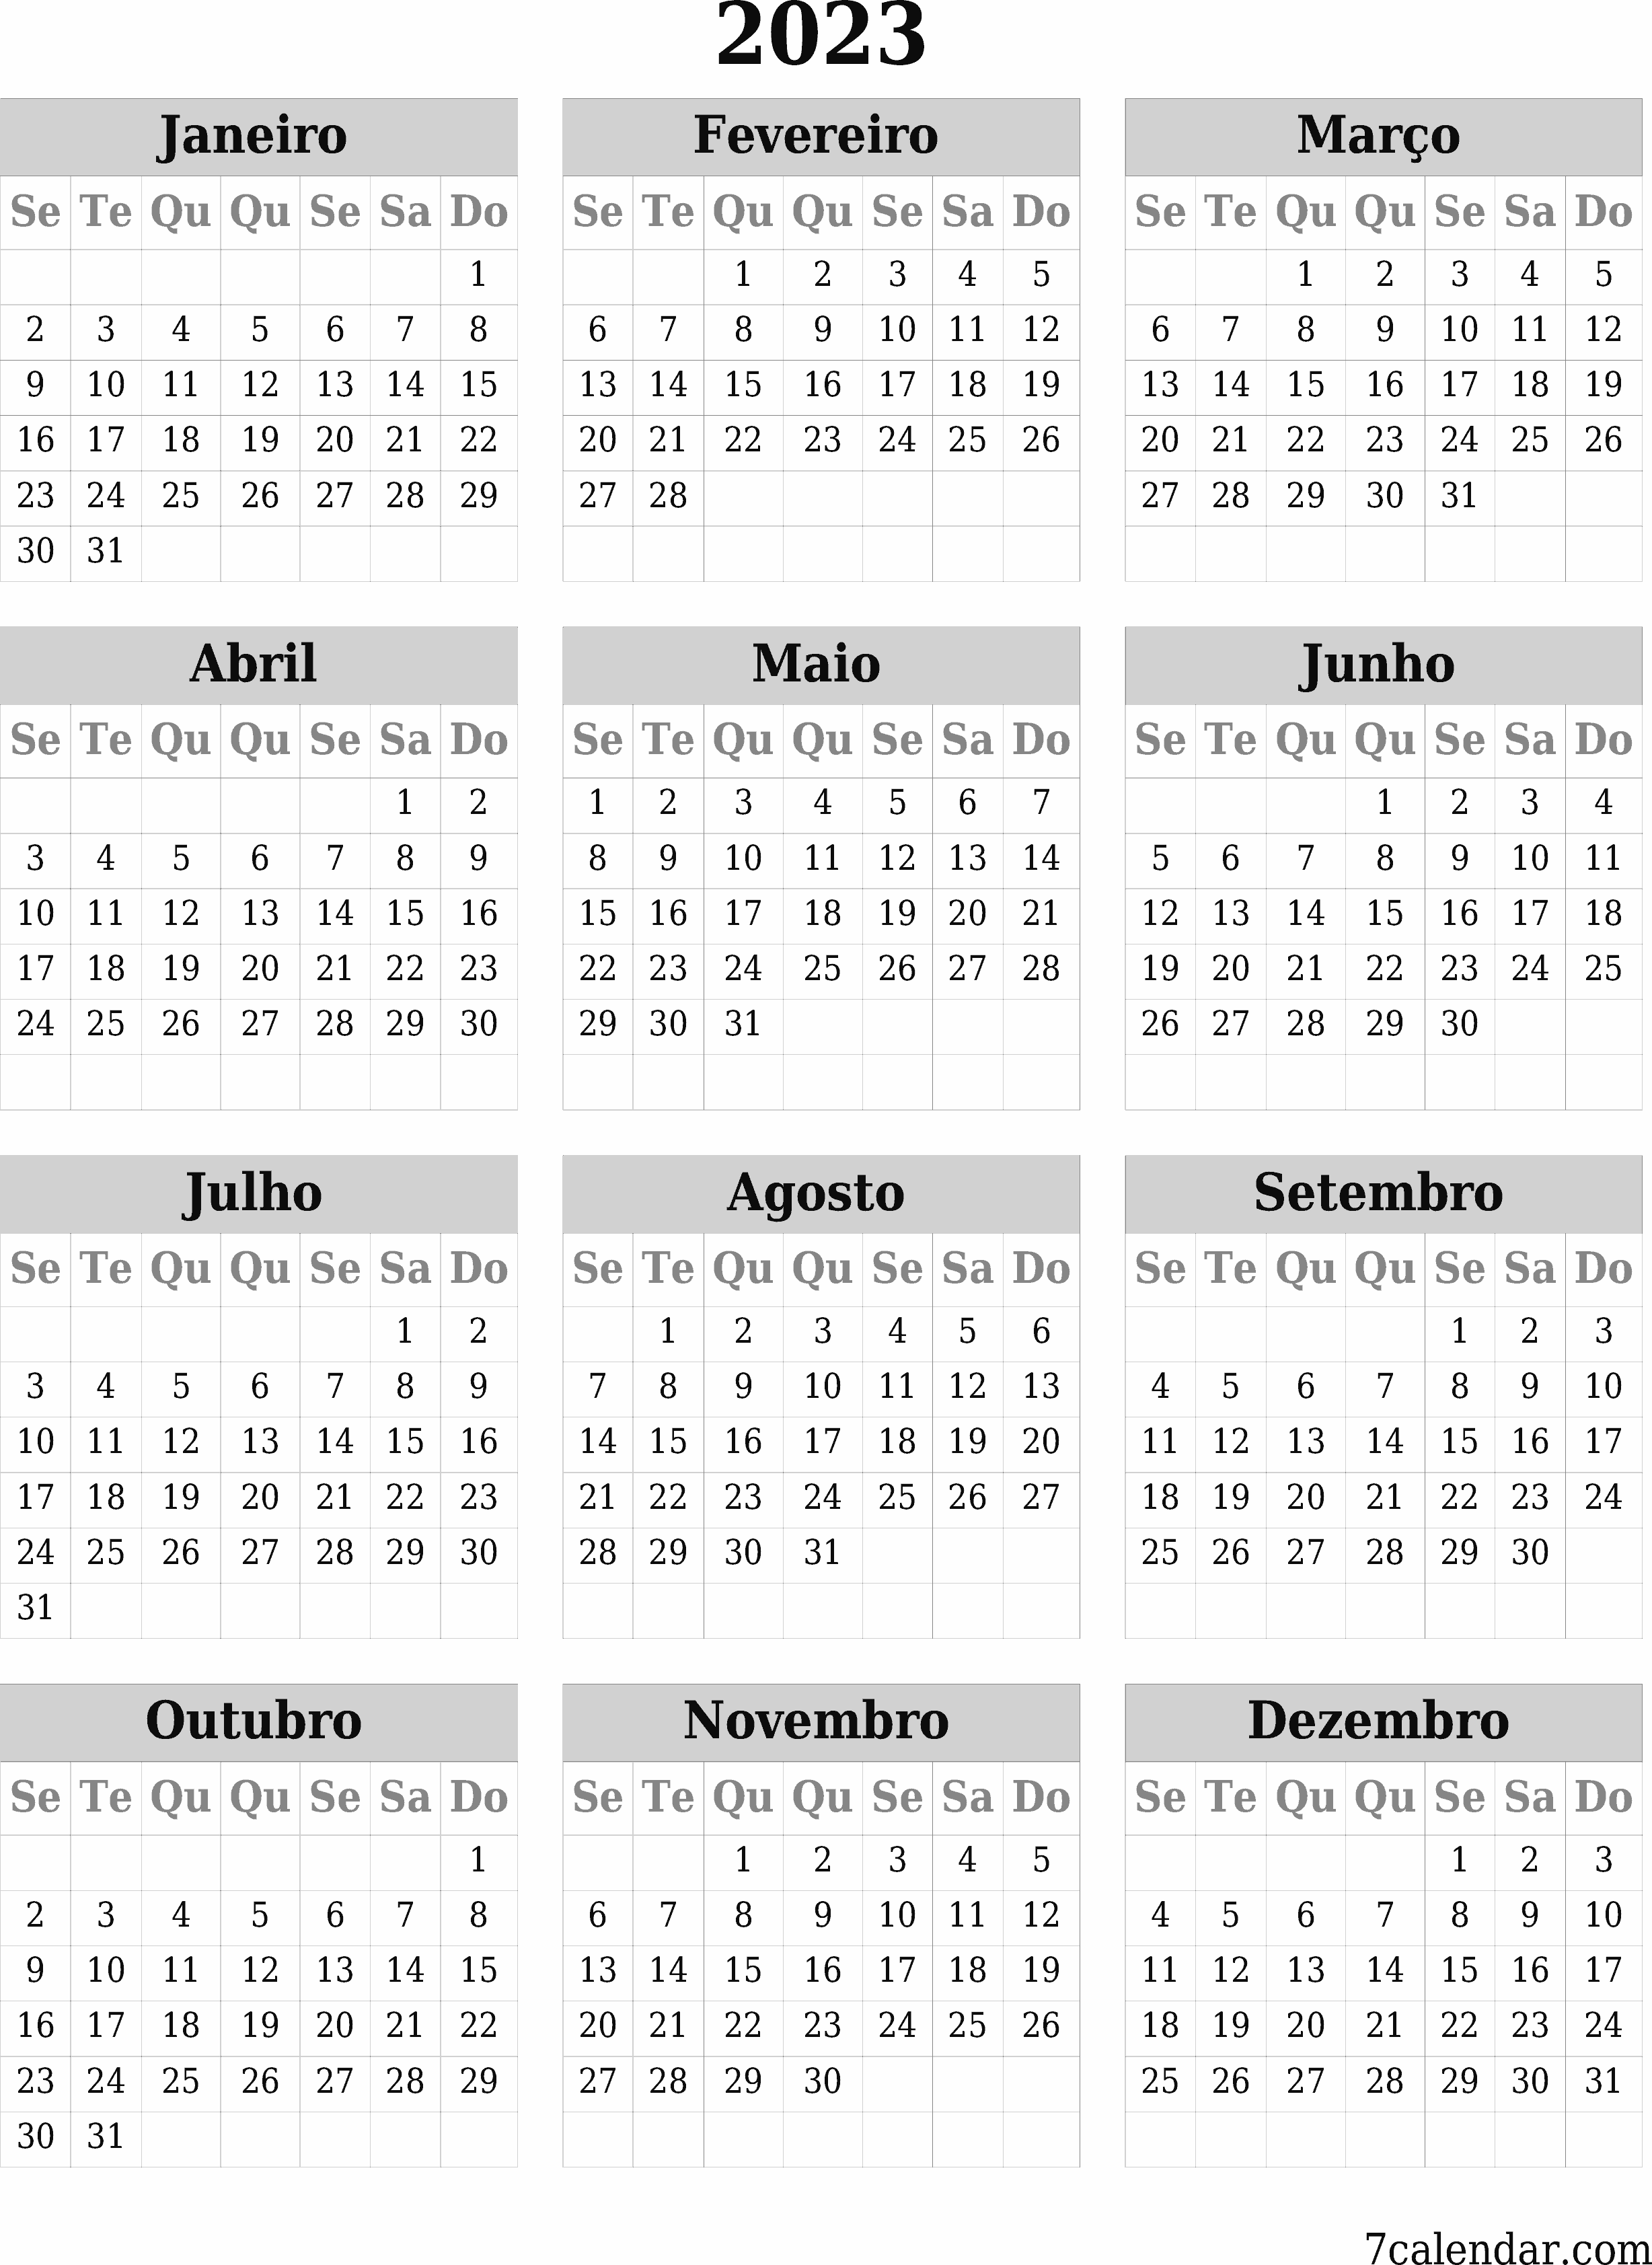 2023
Janeiro
Se Te Qu Qu Se Sa Do
1
2 3 4 5 6 7 8
9 10 11 12 13 14 15
16 17 18 19 20 21 22
23 24 25 26 27 28 29
30 31
Fevereiro
Se Te Qu Qu Se Sa Do
1 2 3 4 5
6 7 8 9 10 11 12
13 14 15 16 17 18 19
20 21 22 23 24 25 26
27 28
Março
Se Te Qu Qu Se Sa Do
1 2 3 4 5
6 7 8 9 10 11 12
13 14 15 16 17 18 19
20 21 22 23 24 25 26
27 28 29 30 31
Abril
Se Te Qu Qu Se Sa Do
1 2
3 4 5 6 7 8 9
10 11 12 13 14 15 16
17 18 19 20 21 22 23
24 25 26 27 28 29 30
Maio
Se Te Qu Qu Se Sa Do
1 2 3 4 5 6 7
8 9 10 11 12 13 14
15 16 17 18 19 20 21
22 23 24 25 26 27 28
29 30 31
Junho
Se Te Qu Qu Se Sa Do
1 2 3 4
5 6 7 8 9 10 11
12 13 14 15 16 17 18
19 20 21 22 23 24 25
26 27 28 29 30
Julho
Se Te Qu Qu Se Sa Do
1 2
3 4 5 6 7 8 9
10 11 12 13 14 15 16
17 18 19 20 21 22 23
24 25 26 27 28 29 30
31
Agosto
Se Te Qu Qu Se Sa Do
1 2 3 4 5 6
7 8 9 10 11 12 13
14 15 16 17 18 19 20
21 22 23 24 25 26 27
28 29 30 31
Setembro
Se Te Qu Qu Se Sa Do
1 2 3
4 5 6 7 8 9 10
11 12 13 14 15 16 17
18 19 20 21 22 23 24
25 26 27 28 29 30
Outubro
Se Te Qu Qu Se Sa Do
1
2 3 4 5 6 7 8
9 10 11 12 13 14 15
16 17 18 19 20 21 22
23 24 25 26 27 28 29
30 31
Novembro
Se Te Qu Qu Se Sa Do
1 2 3 4 5
6 7 8 9 10 11 12
13 14 15 16 17 18 19
20 21 22 23 24 25 26
27 28 29 30
Dezembro
Se Te Qu Qu Se Sa Do
1 2 3
4 5 6 7 8 9 10
11 12 13 14 15 16 17
18 19 20 21 22 23 24
25 26 27 28 29 30 31
7calendar.com